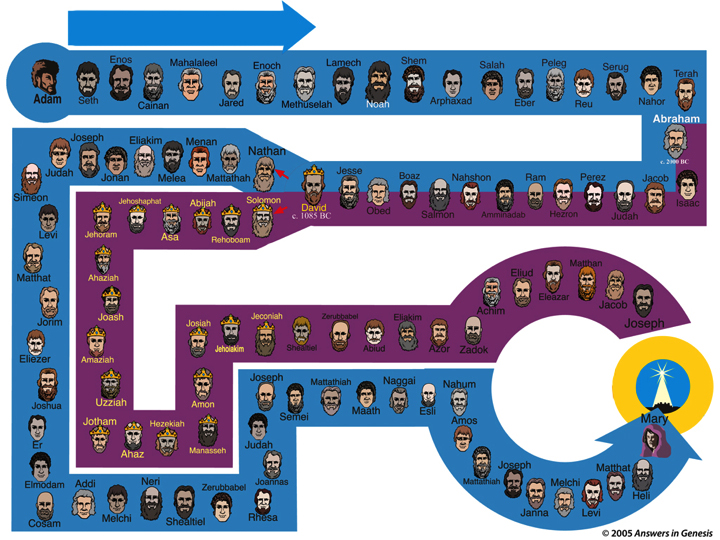 Adam
Seth
Enos
Cainan
Mahalaleel
Jared
Enoch
Methuselah
Lamech
Noah
Shem
Arphaxad
Salah
Eber
Peleg
Reu
Serug
Nahor
Terah
Abraham
c. 2000 BC
Isaac
Jacob
Judah
Perez
Hezron
Ram
Amminadab
Nahshon
Salmon
Boaz
Obed
Jesse
David
c. 1085 BC
Nathan
Mattathah
Menan
Melea
Eliakim
Jonan
Joseph
Judah
Simeon
Levi
Matthat
Jorim
Eliezer
Joshua
Er
Elmodam
Cosam
Addi
Melchi
Neri
Shealtiel
Zerubbabel
Rhesa
Joannas
Judah
Joseph
Semei
Mattathiah
Maath
Naggai
Esli
Nahum
Amos
Mattathiah
Joseph
Janna
Melchi
Levi
Matthat
Heli
Mary
Solomon
Rehoboam
Abijah
Asa
Jehoshaphat
Jehoram
Ahaziah
Joash
Amaziah
Uzziah
Jotham
Ahaz
Hezekiah
Manasseh
Amon
Josiah
Jehoiakim
Jeconiah
Shealtiel
Zerubbabel
Abiud
Eliakim
Azor
Zadok
Achim
Eliud
Eleazar
Matthan
Jacob
Joseph
© 2005 Answers in Genesis